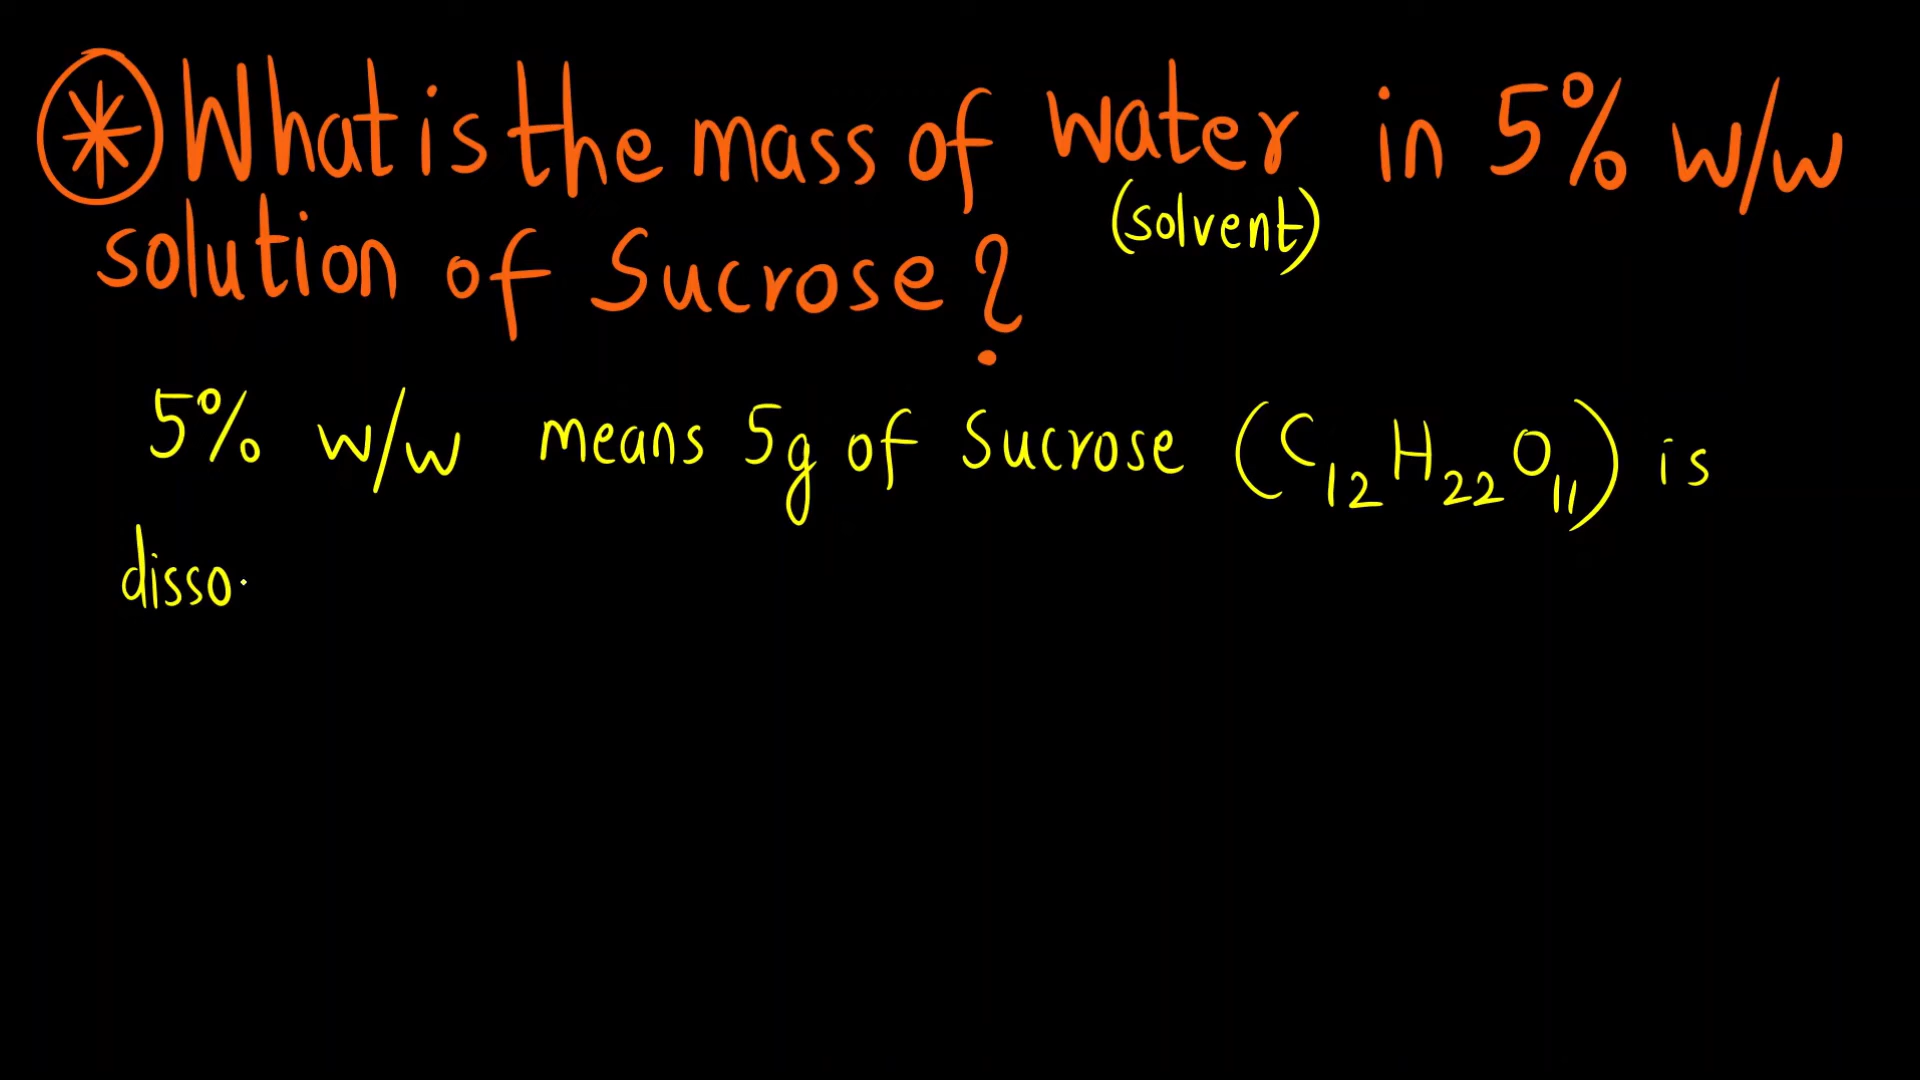 * What is the mass of water in 5% w/w
(solvent)
solution of Sucrose?
5% w/w means 5g of Sucrose (C₁₂H₂₂O₁₁) is
disso